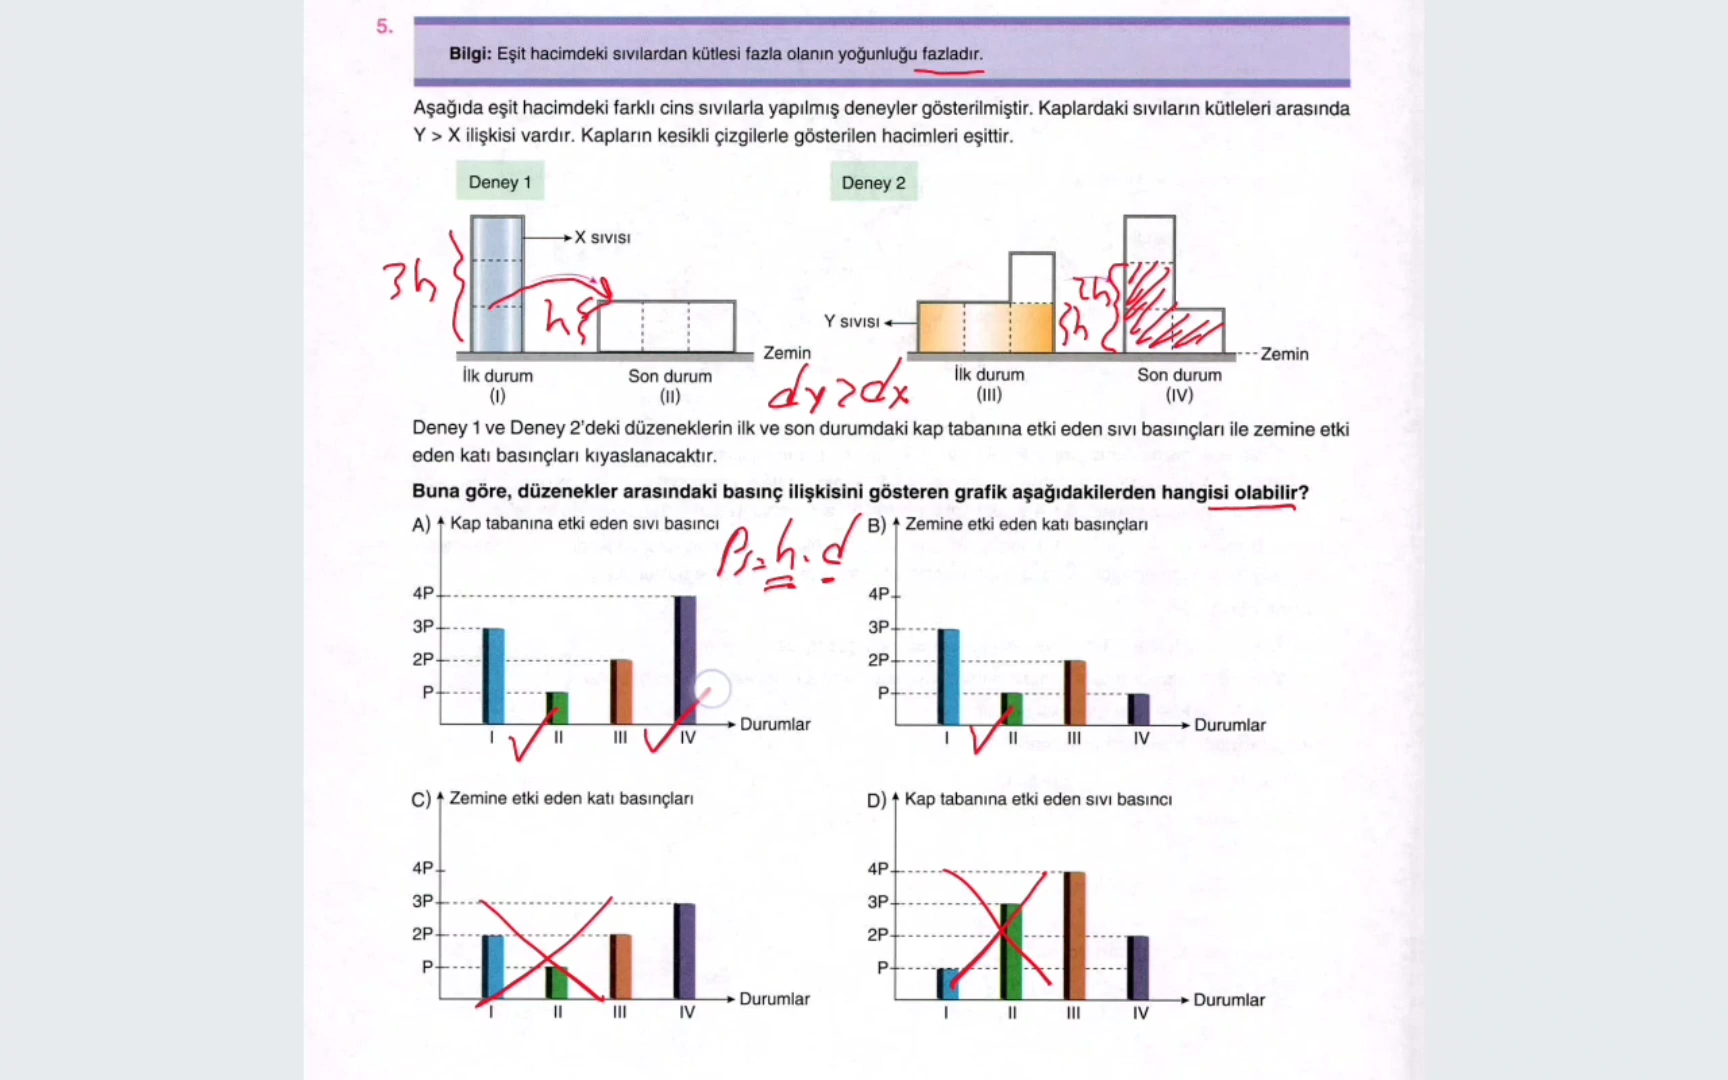 5.
Bilgi: Eşit hacimdeki sıvılardan kütlesi fazla olanın yoğunluğu fazladır.
Aşağıda eşit hacimdeki farklı cins sıvılarla yapılmış deneyler gösterilmiştir. Kaplardaki sıvıların kütleleri arasında
Y > X ilişkisi vardır. Kapların kesikli çizgilerle gösterilen hacimleri eşittir.
Deney 1
Deney 2
X sıvısı
3h
h
Y sıvısı
2h
3h
Zemin
Zemin
İlk durum
(I)
Son durum
(II)
dy>dx
İlk durum
(III)
Son durum
(IV)
Deney 1 ve Deney 2'deki düzeneklerin ilk ve son durumdaki kap tabanına etki eden sıvı basınçları ile zemine etki
eden katı basınçları kıyaslanacaktır.
Buna göre, düzenekler arasındaki basınç ilişkisini gösteren grafik aşağıdakilerden hangisi olabilir?
A) Kap tabanına etki eden sıvı basıncı
4P
3P
2P
P
I II III IV
Durumlar
Ps=h.d
B) Zemine etki eden katı basınçları
4P
3P
2P
P
I II III IV
Durumlar
C) Zemine etki eden katı basınçları
4P
3P
2P
P
I II III IV
Durumlar
D) Kap tabanına etki eden sıvı basıncı
4P
3P
2P
P
I II III IV
Durumlar